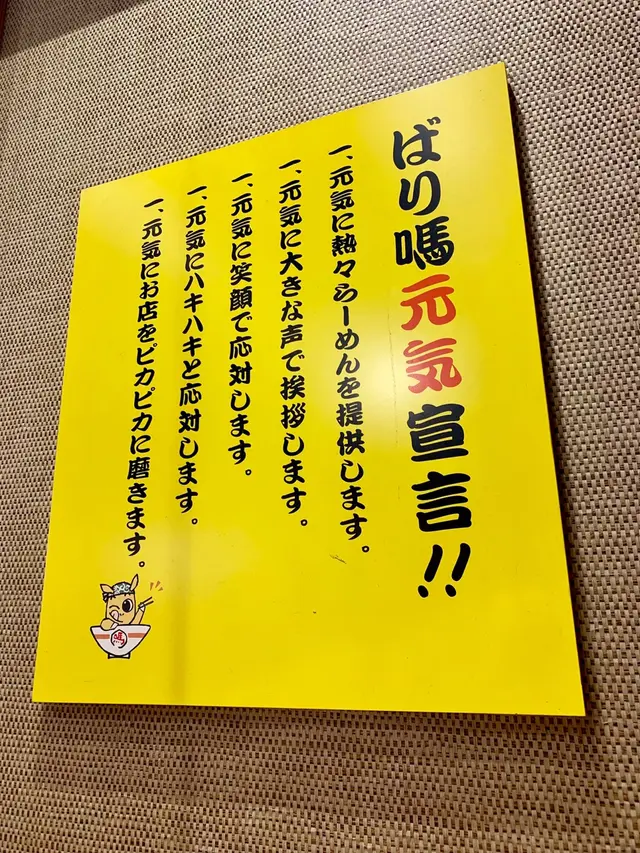 ばり嗎元気宣言!!
一、元気に熱々らーめんを提供します。
一、元気に大きな声で挨拶します。
一、元気に笑顔で応対します。
一、元気にハキハキと応対します。
一、元気にお店をピカピカに磨きます。
嗎